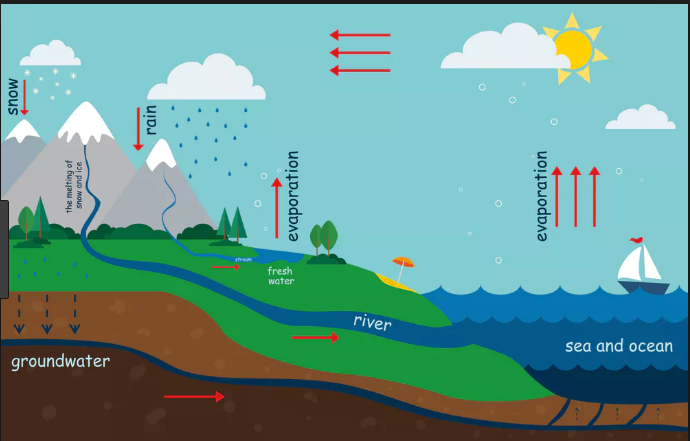 snow
rain
the melting of
snow and ice
evaporation
evaporation
stream
fresh
water
river
sea and ocean
groundwater